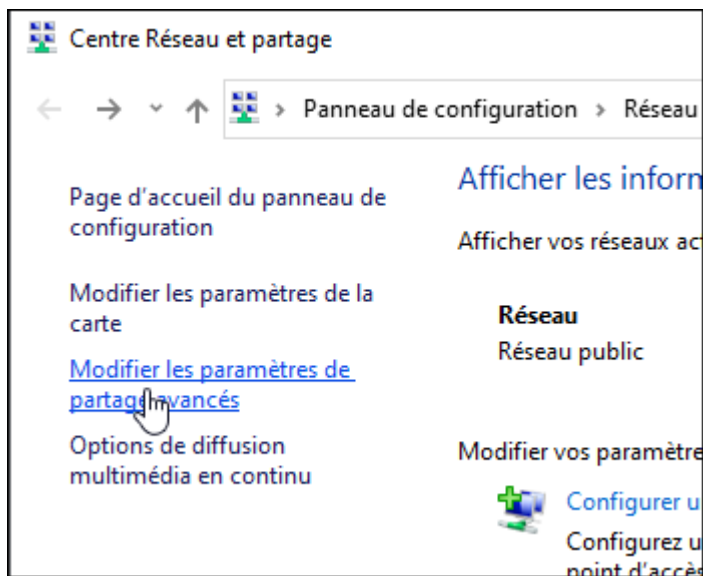 Centre Réseau et partage
Panneau de configuration > Réseau
Page d'accueil du panneau de
configuration
Modifier les paramètres de la
carte
Modifier les paramètres de
partage avancés
Options de diffusion
multimédia en continu
Afficher les inform
Afficher vos réseaux ac
Réseau
Réseau public
Modifier vos paramètre
Configurer u
Configurez u
point d'accès